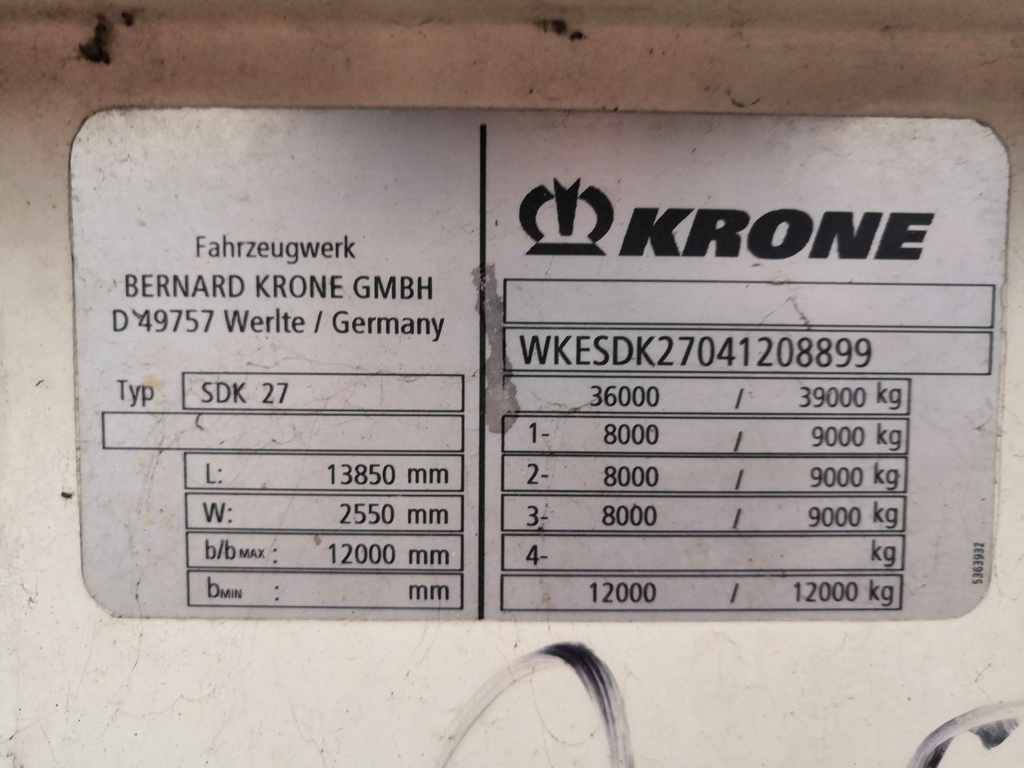 Fahrzeugwerk
BERNARD KRONE GMBH
D-49757 Werlte / Germany
Typ SDK 27
L: 13850 mm
W: 2550 mm
b/b MAX : 12000 mm
b MIN : mm
KRONE
WKESDK27041208899
36000 / 39000 kg
1- 8000 / 9000 kg
2- 8000 / 9000 kg
3- 8000 / 9000 kg
4- kg
12000 / 12000 kg
5363932